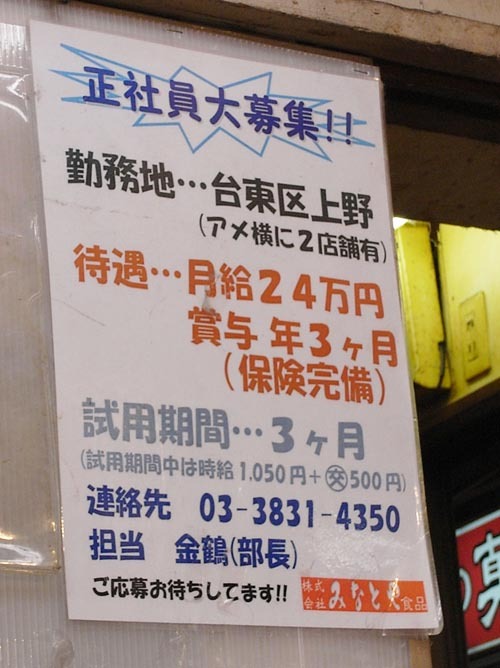 正社員大募集!!
勤務地…台東区上野
(アメ横に2店舗有)
待遇…月給24万円
賞与 年3ヶ月
(保険完備)
試用期間…3ヶ月
(試用期間中は時給1.050円+交500円)
連絡先 03-3831-4350
担当 金鶴(部長)
ご応募お待ちしてます!!
株式会社みなとや食品